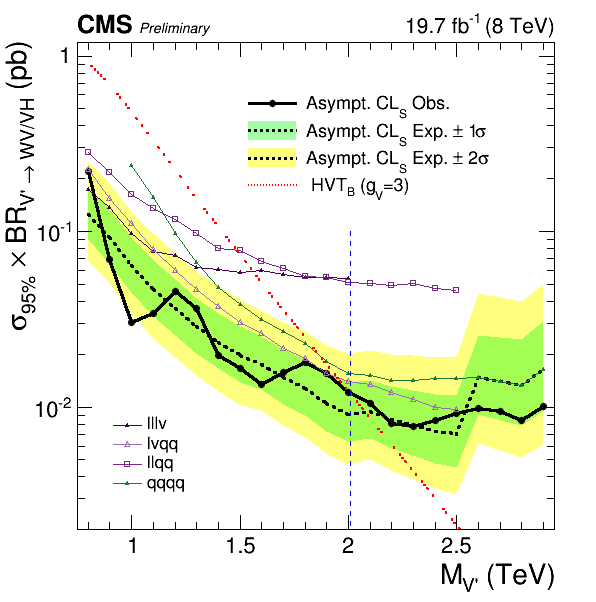 CMS Preliminary 19.7 fb⁻¹ (8 TeV)
σ95% × BRV' → WV/VH (pb)
1
10⁻¹
10⁻²
Asympt. CLS Obs.
Asympt. CLS Exp. ± 1σ
Asympt. CLS Exp. ± 2σ
HVTB (gV=3)
lllv
lvqq
llqq
qqqq
1 1.5 2 2.5
MV' (TeV)